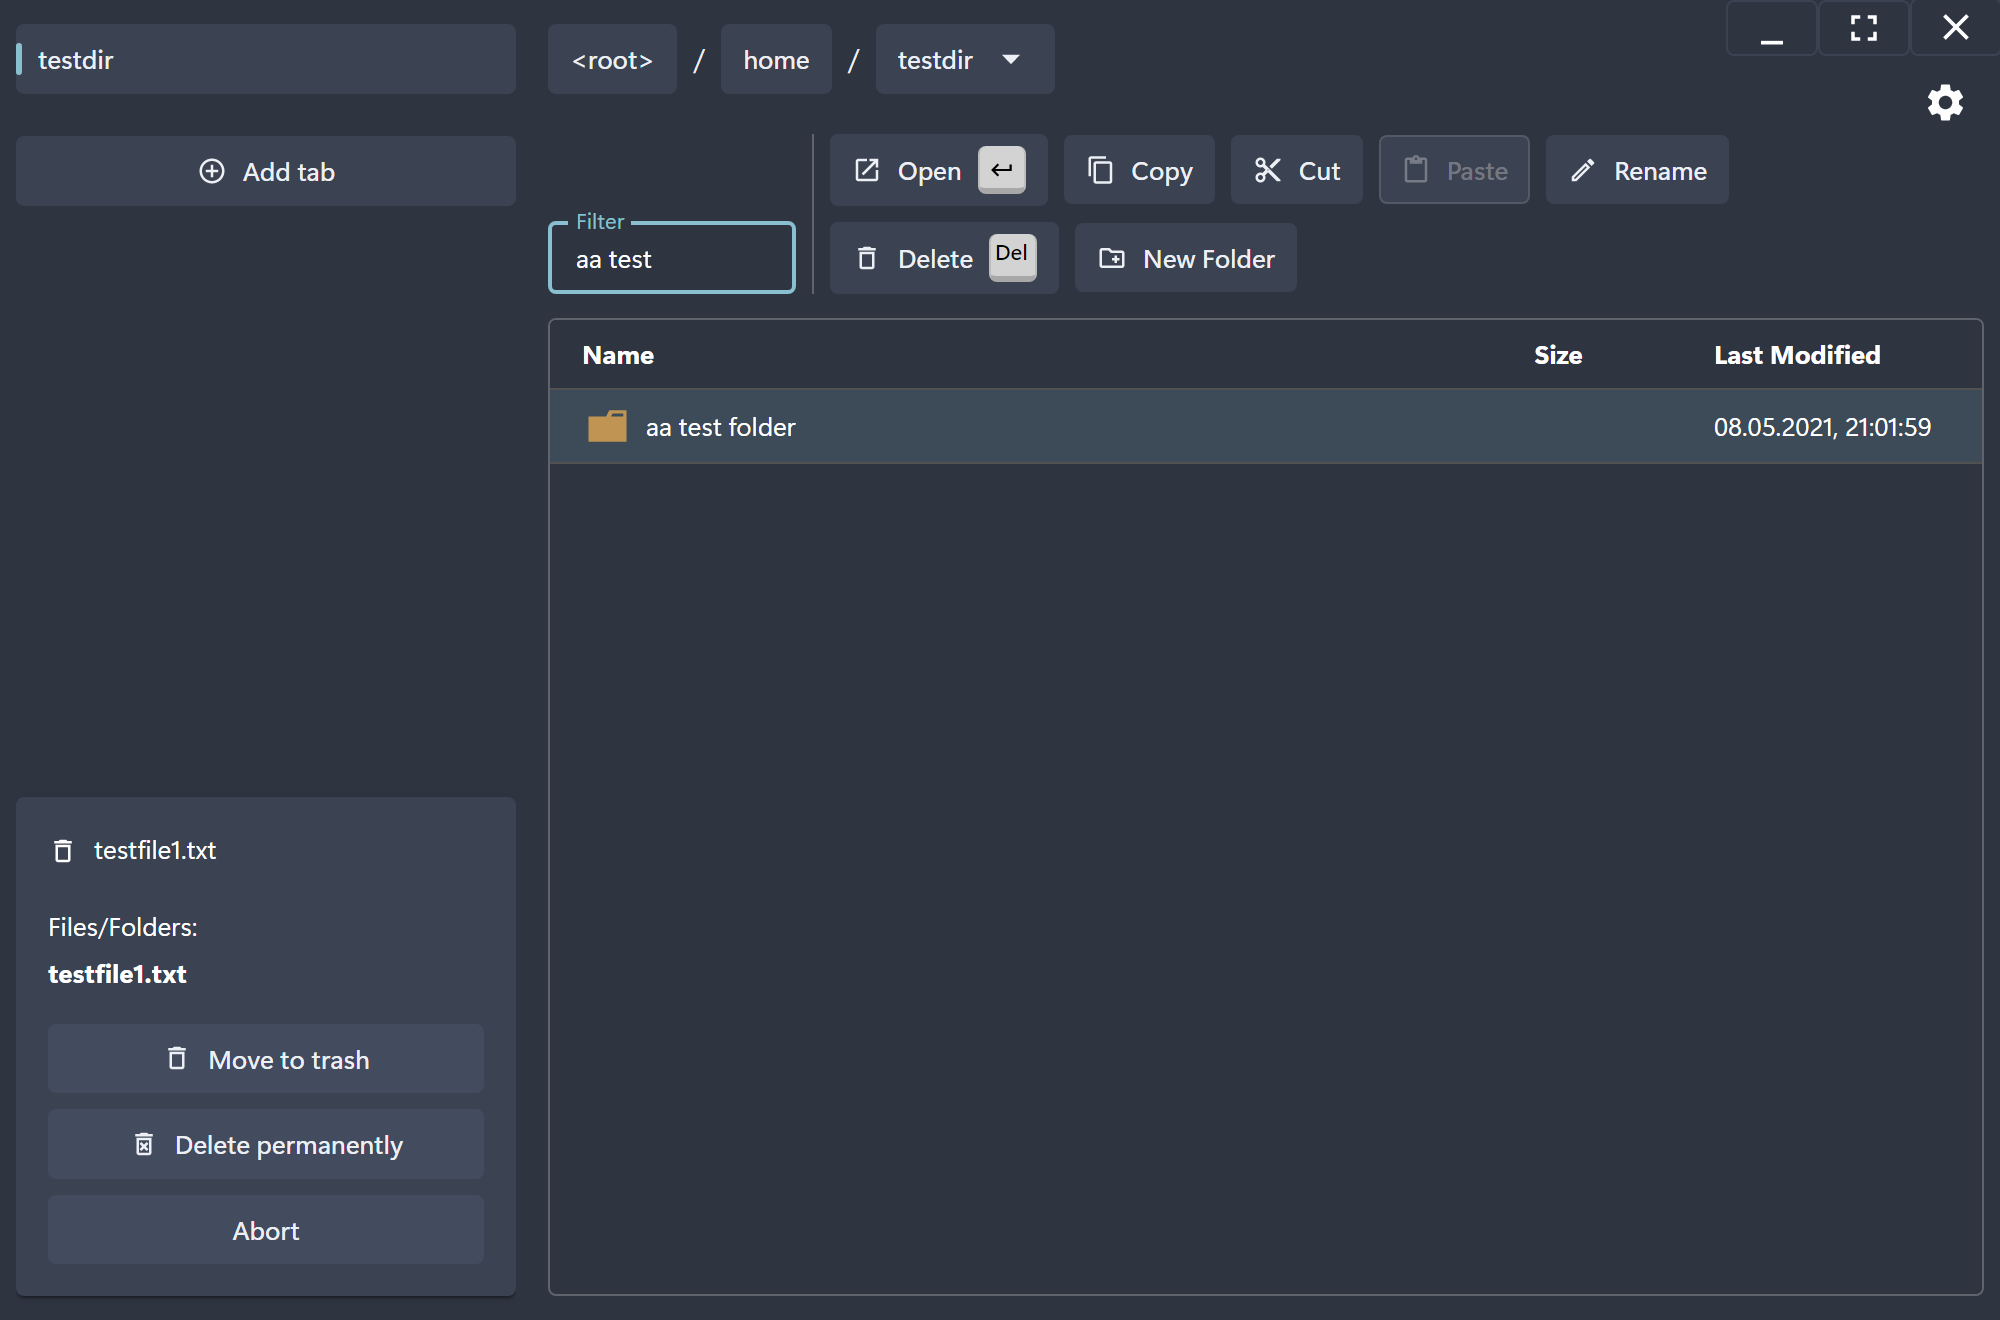 testdir
Add tab
<root> / home / testdir
Filter
aa test
Open Copy Cut Paste Rename
Delete Del New Folder
Name Size Last Modified
aa test folder 08.05.2021, 21:01:59
testfile1.txt
Files/Folders:
testfile1.txt
Move to trash
Delete permanently
Abort